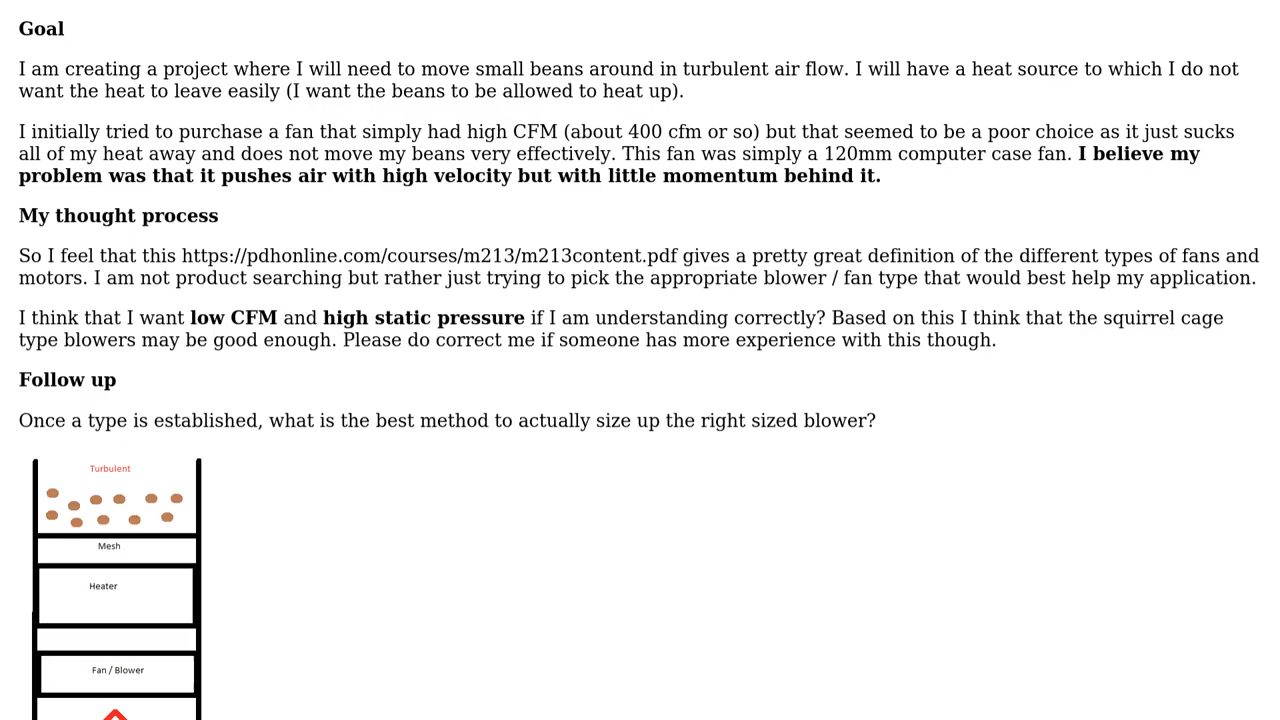 Goal
I am creating a project where I will need to move small beans around in turbulent air flow. I will have a heat source to which I do not
want the heat to leave easily (I want the beans to be allowed to heat up).
I initially tried to purchase a fan that simply had high CFM (about 400 cfm or so) but that seemed to be a poor choice as it just sucks
all of my heat away and does not move my beans very effectively. This fan was simply a 120mm computer case fan. I believe my
problem was that it pushes air with high velocity but with little momentum behind it.
My thought process
So I feel that this https://pdhonline.com/courses/m213/m213content.pdf gives a pretty great definition of the different types of fans and
motors. I am not product searching but rather just trying to pick the appropriate blower / fan type that would best help my application.
I think that I want low CFM and high static pressure if I am understanding correctly? Based on this I think that the squirrel cage
type blowers may be good enough. Please do correct me if someone has more experience with this though.
Follow up
Once a type is established, what is the best method to actually size up the right sized blower?
Turbulent
Mesh
Heater
Fan / Blower